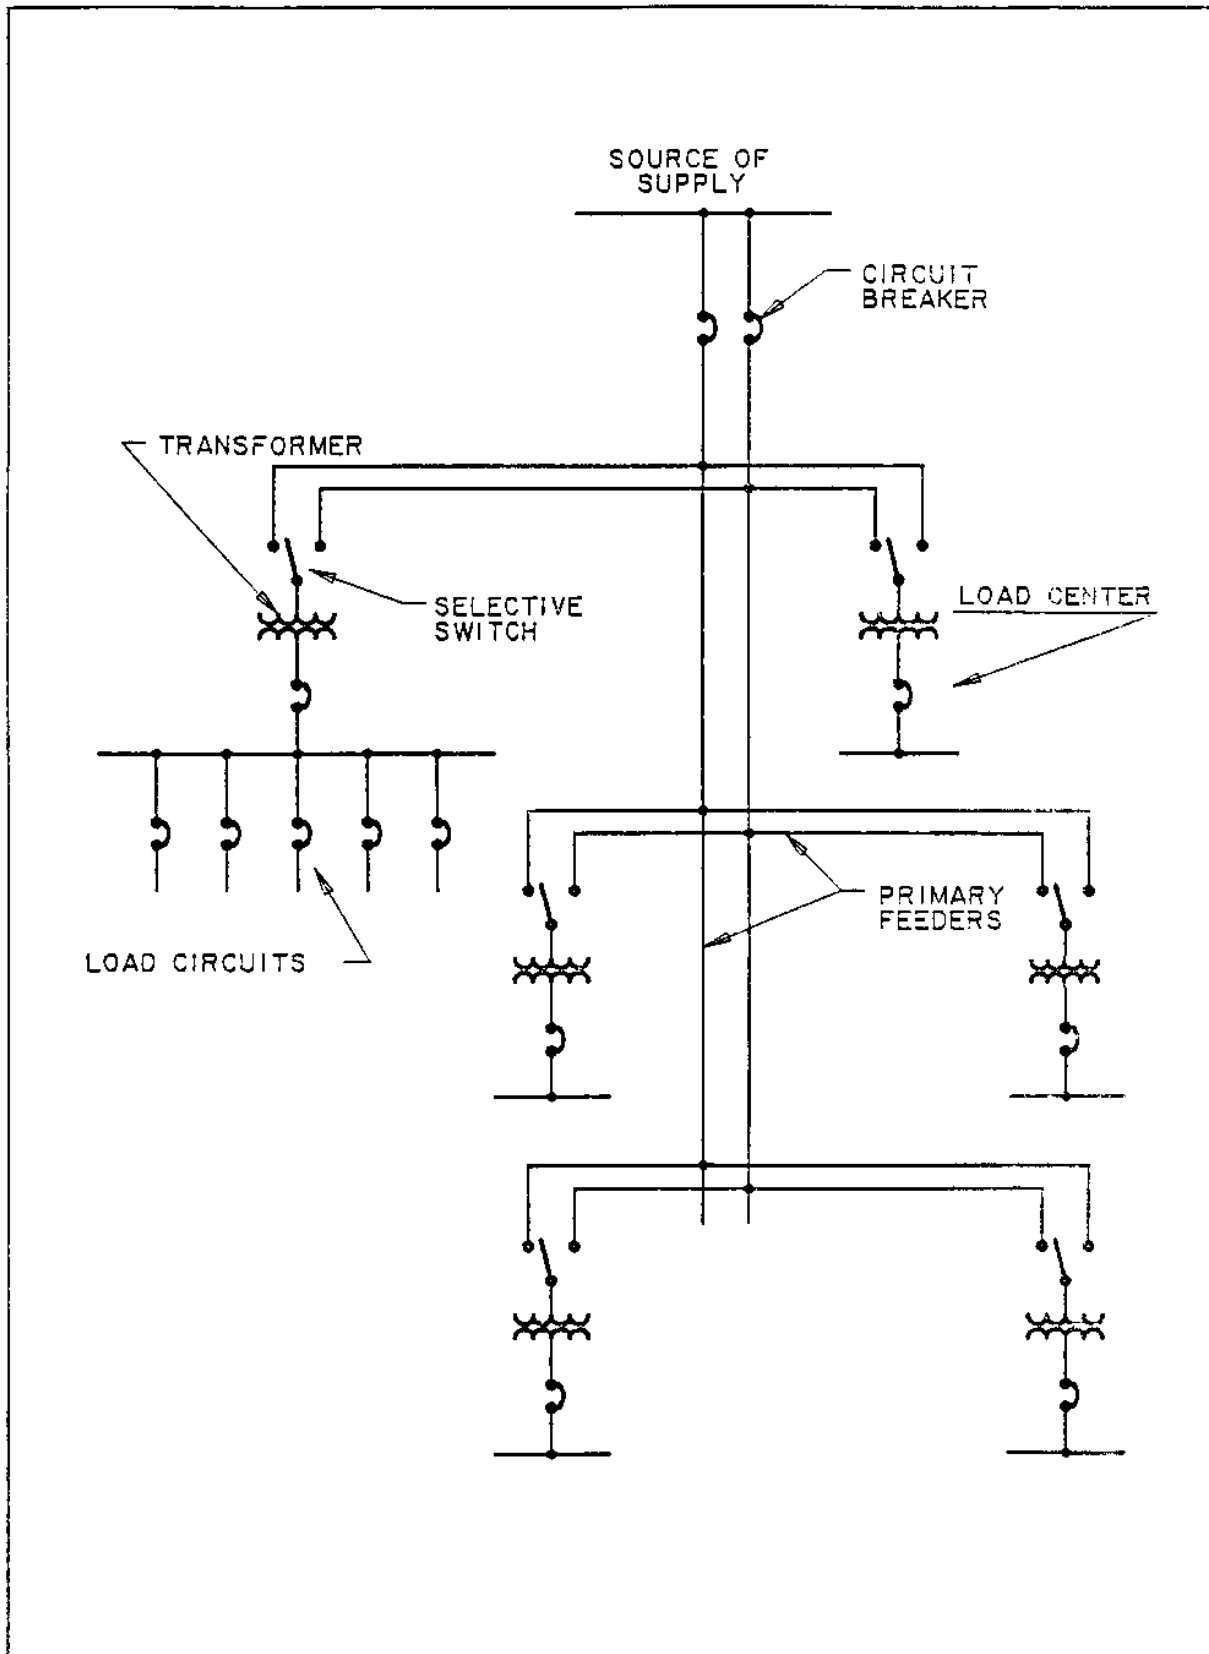 SOURCE OF
SUPPLY
CIRCUIT
BREAKER
TRANSFORMER
SELECTIVE
SWITCH
LOAD CENTER
PRIMARY
FEEDERS
LOAD CIRCUITS